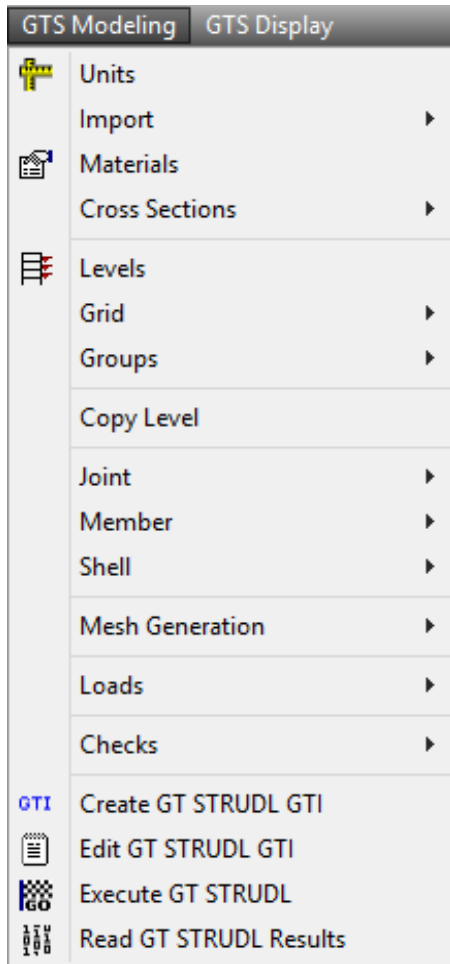 GTS Modeling GTS Display
Units
Import
Materials
Cross Sections
Levels
Grid
Groups
Copy Level
Joint
Member
Shell
Mesh Generation
Loads
Checks
GTI Create GT STRUDL GTI
Edit GT STRUDL GTI
GO Execute GT STRUDL
Read GT STRUDL Results